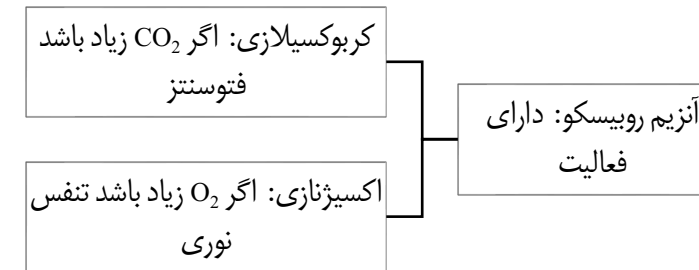 آنزیم روبیسکو: دارای
فعالیت
کربوکسیلازی: اگر CO₂ زیاد باشد
فتوسنتز
اکسیژنازی: اگر O₂ زیاد باشد تنفس
نوری